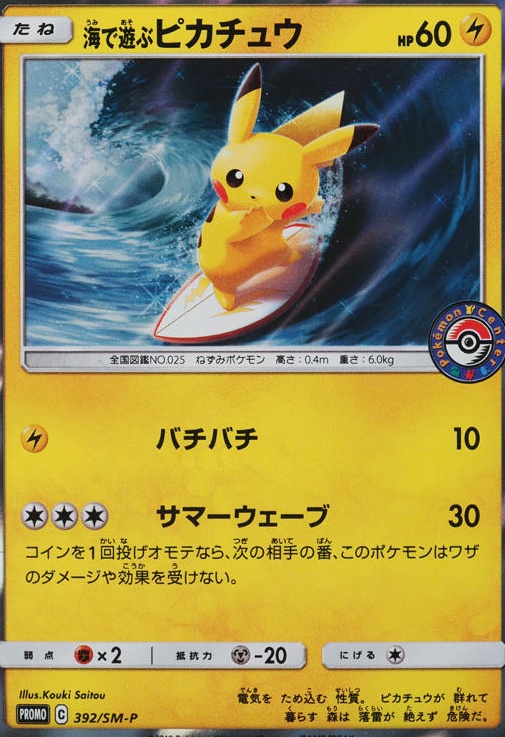 たね
海で遊ぶピカチュウ HP60
Pokémon Center
全国図鑑NO.025 ねずみポケモン 高さ:0.4m 重さ:6.0kg
バチバチ 10
サマーウェーブ 30
コインを1回投げオモテなら、次の相手の番、このポケモンはワザ
のダメージや効果を受けない。
弱点 ×2 抵抗力 -20 にげる
Illus.Kouki Saitou
PROMO C 392/SM-P
電気を ため込む 性質。 ピカチュウが 群れて
暮らす 森は 落雷が 絶えず 危険だ。